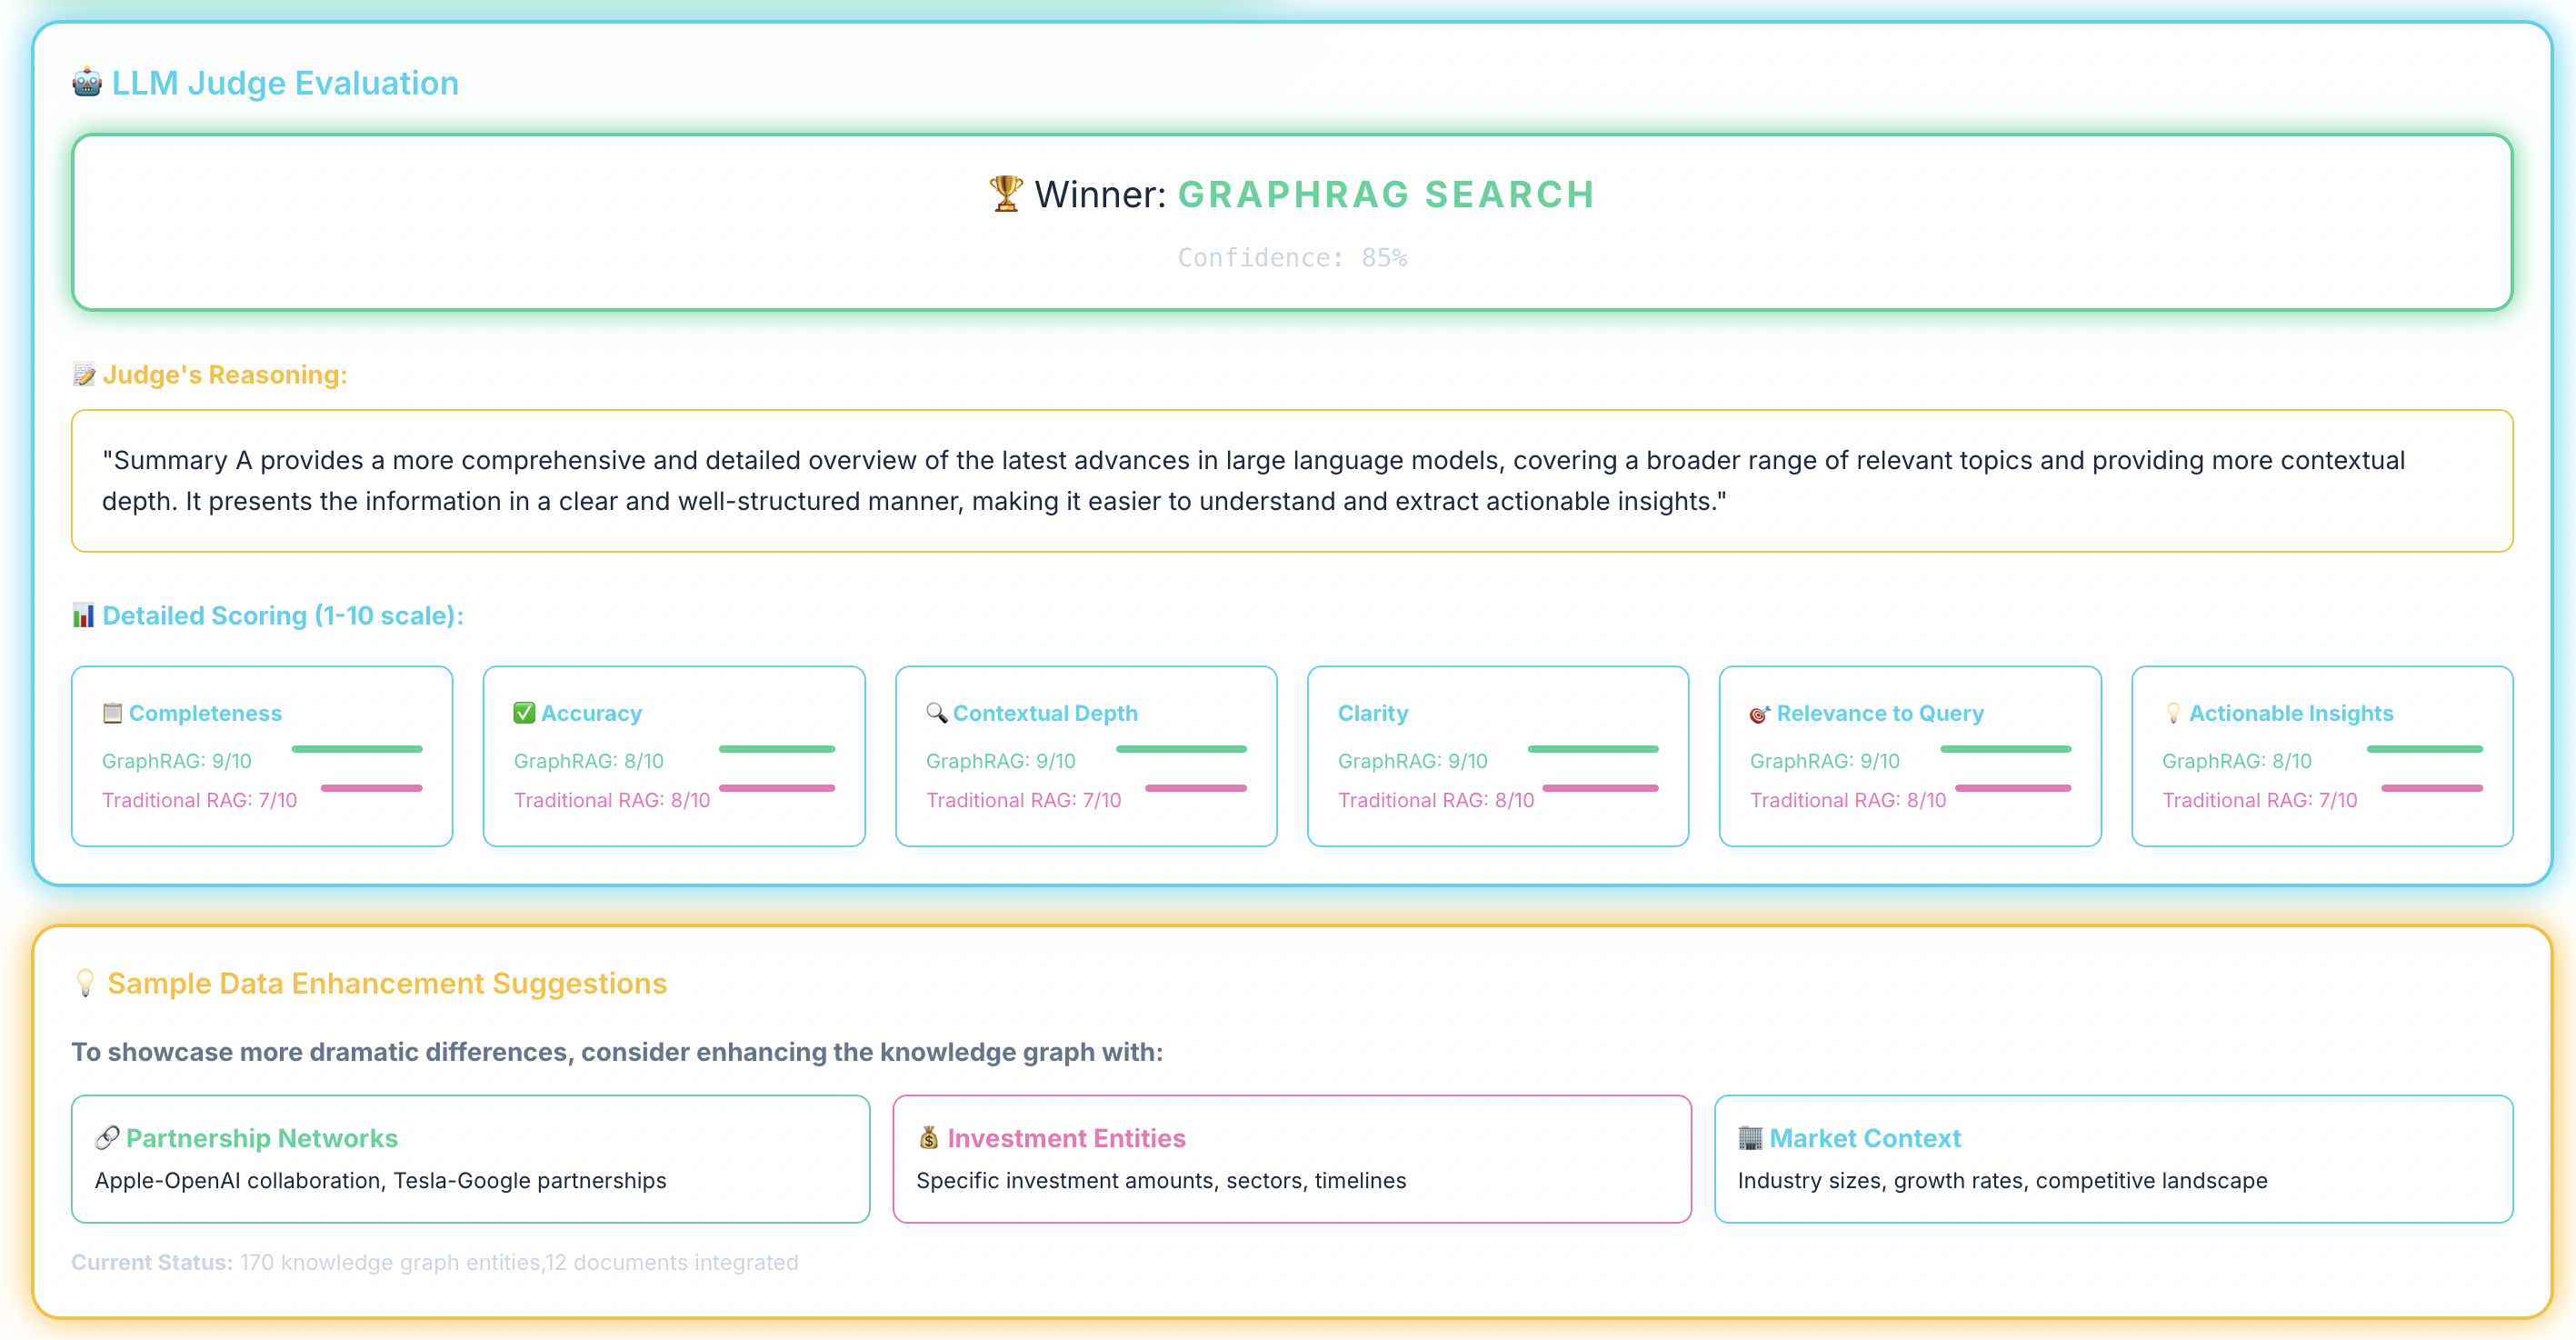 🤖 LLM Judge Evaluation
🏆 Winner: GRAPHRAG SEARCH
Confidence: 85%
📝 Judge's Reasoning:
"Summary A provides a more comprehensive and detailed overview of the latest advances in large language models, covering a broader range of relevant topics and providing more contextual
depth. It presents the information in a clear and well-structured manner, making it easier to understand and extract actionable insights."
📊 Detailed Scoring (1-10 scale):
📋 Completeness
GraphRAG: 9/10
Traditional RAG: 7/10
✅ Accuracy
GraphRAG: 8/10
Traditional RAG: 8/10
🔍 Contextual Depth
GraphRAG: 9/10
Traditional RAG: 7/10
Clarity
GraphRAG: 9/10
Traditional RAG: 8/10
🎯 Relevance to Query
GraphRAG: 9/10
Traditional RAG: 8/10
💡 Actionable Insights
GraphRAG: 8/10
Traditional RAG: 7/10
💡 Sample Data Enhancement Suggestions
To showcase more dramatic differences, consider enhancing the knowledge graph with:
🔗 Partnership Networks
Apple-OpenAI collaboration, Tesla-Google partnerships
💰 Investment Entities
Specific investment amounts, sectors, timelines
🏢 Market Context
Industry sizes, growth rates, competitive landscape
Current Status: 170 knowledge graph entities,12 documents integrated